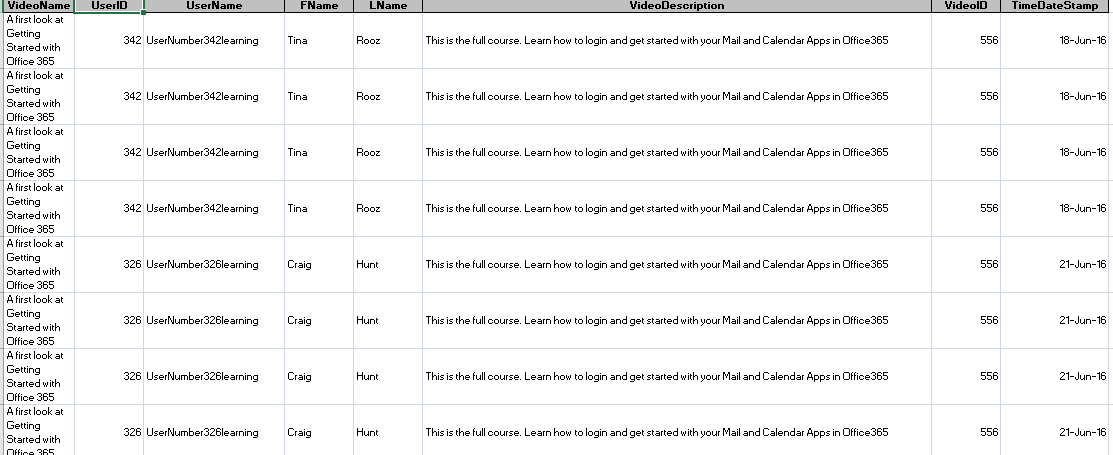 VideoName UserID UserName FName LName VideoDescription VideoID TimeDateStamp
A first look at
Getting
Started with
Office 365
342 UserNumber342learning Tina Rooz This is the full course. Learn how to login and get started with your Mail and Calendar Apps in Office365 556 18-Jun-16
A first look at
Getting
Started with
Office 365
342 UserNumber342learning Tina Rooz This is the full course. Learn how to login and get started with your Mail and Calendar Apps in Office365 556 18-Jun-16
A first look at
Getting
Started with
Office 365
342 UserNumber342learning Tina Rooz This is the full course. Learn how to login and get started with your Mail and Calendar Apps in Office365 556 18-Jun-16
A first look at
Getting
Started with
Office 365
342 UserNumber342learning Tina Rooz This is the full course. Learn how to login and get started with your Mail and Calendar Apps in Office365 556 18-Jun-16
A first look at
Getting
Started with
Office 365
326 UserNumber326learning Craig Hunt This is the full course. Learn how to login and get started with your Mail and Calendar Apps in Office365 556 21-Jun-16
A first look at
Getting
Started with
Office 365
326 UserNumber326learning Craig Hunt This is the full course. Learn how to login and get started with your Mail and Calendar Apps in Office365 556 21-Jun-16
A first look at
Getting
Started with
Office 365
326 UserNumber326learning Craig Hunt This is the full course. Learn how to login and get started with your Mail and Calendar Apps in Office365 556 21-Jun-16
A first look at
Getting
Started with
Office 365
326 UserNumber326learning Craig Hunt This is the full course. Learn how to login and get started with your Mail and Calendar Apps in Office365 556 21-Jun-16